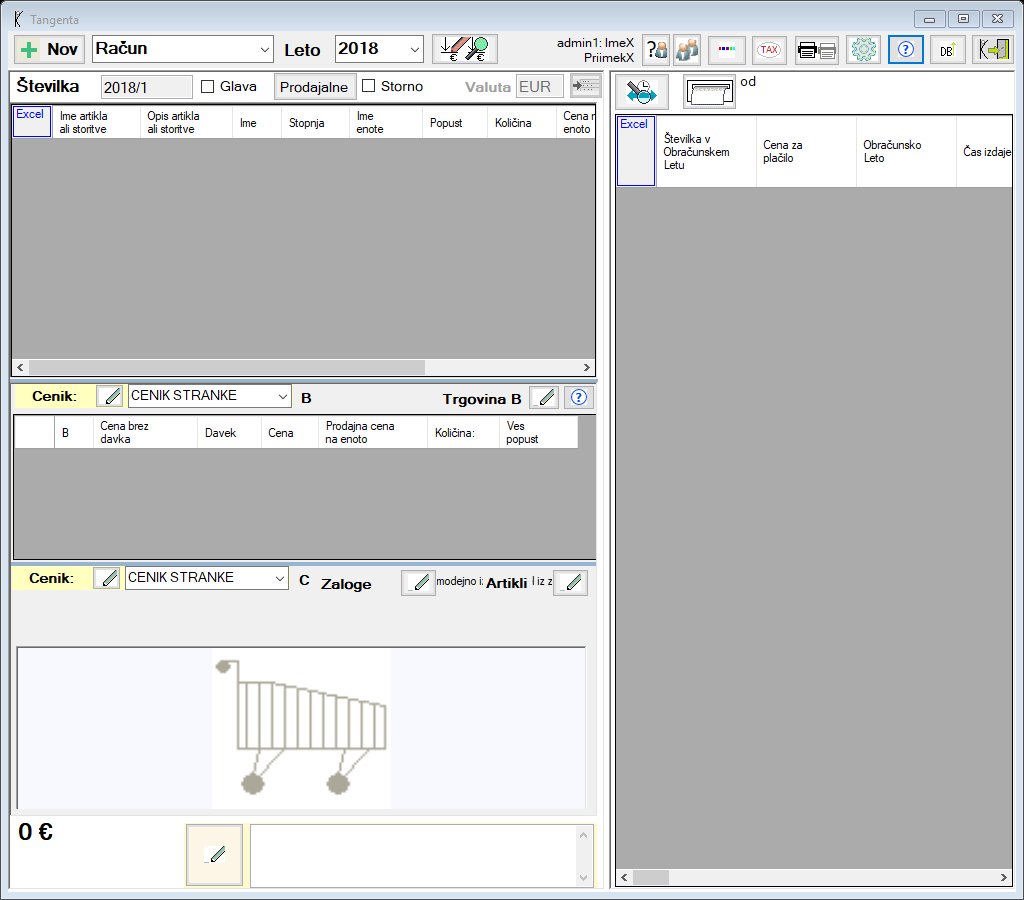 Tangenta
Nov
Račun
Leto
2018
admin1: ImeX
PriimekX
TAX
DB
Številka
2018/1
Glava
Prodajalne
Storno
Valuta
EUR
Excel
Ime artikla
ali storitve
Opis artikla
ali storitve
Ime
Stopnja
Ime
enote
Popust
Količina
Cena n
enoto
od
Excel
Številka v
Obračunskem
Letu
Cena za
plačilo
Obračunsko
Leto
Čas izdaje
Cenik:
CENIK STRANKE
B
Trgovina B
B
Cena brez
davka
Davek
Cena
Prodajna cena
na enoto
Količina:
Ves
popust
Cenik:
CENIK STRANKE
C
Zaloge
modejno i:
Artikli
l iz z
0 €